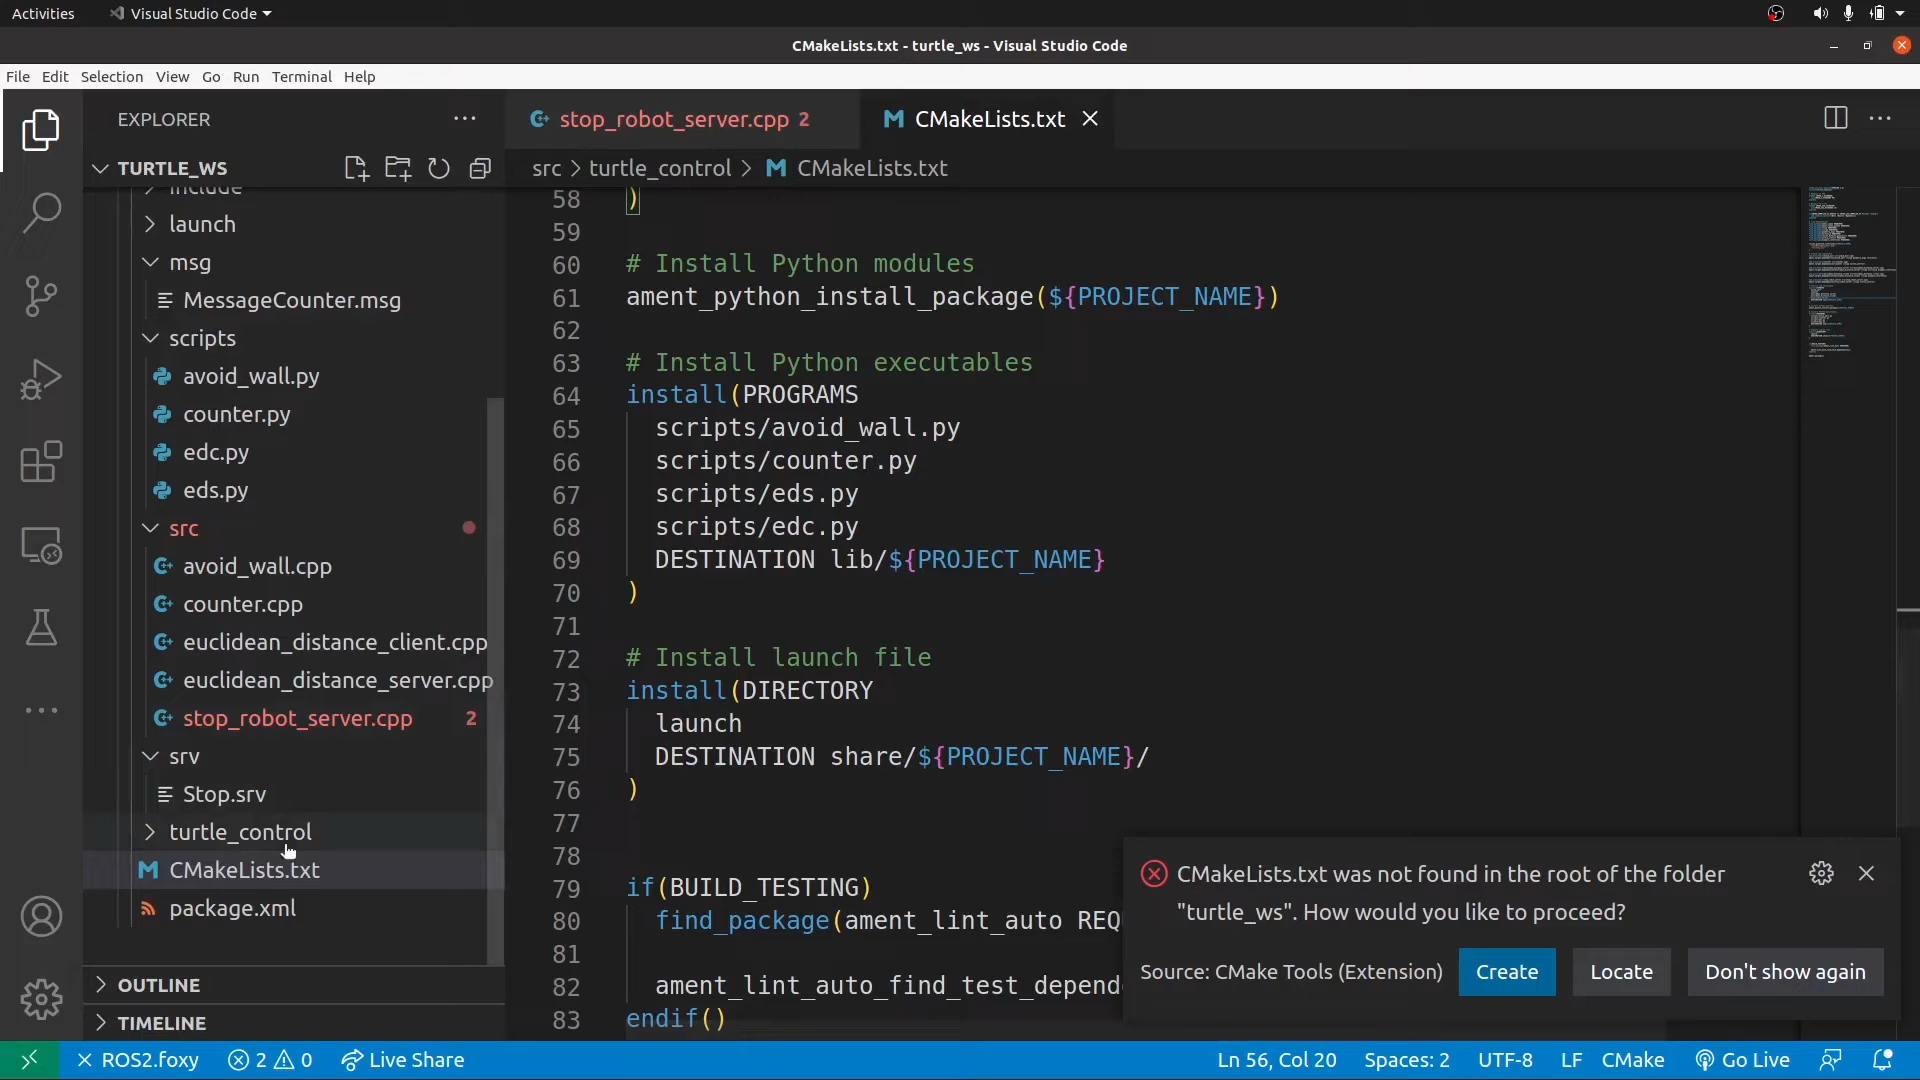 Activities
Visual Studio Code
CMakeLists.txt - turtle_ws - Visual Studio Code
File Edit Selection View Go Run Terminal Help
EXPLORER
TURTLE_WS
include
launch
msg
MessageCounter.msg
scripts
avoid_wall.py
counter.py
edc.py
eds.py
src
avoid_wall.cpp
counter.cpp
euclidean_distance_client.cpp
euclidean_distance_server.cpp
stop_robot_server.cpp 2
srv
Stop.srv
turtle_control
CMakeLists.txt
package.xml
OUTLINE
TIMELINE
stop_robot_server.cpp 2
CMakeLists.txt
src > turtle_control > CMakeLists.txt
58 )
59
60 # Install Python modules
61 ament_python_install_package(${PROJECT_NAME})
62
63 # Install Python executables
64 install(PROGRAMS
65 scripts/avoid_wall.py
66 scripts/counter.py
67 scripts/eds.py
68 scripts/edc.py
69 DESTINATION lib/${PROJECT_NAME}
70 )
71
72 # Install launch file
73 install(DIRECTORY
74 launch
75 DESTINATION share/${PROJECT_NAME}/
76 )
77
78
79 if(BUILD_TESTING)
80 find_package(ament_lint_auto REQU
81
82 ament_lint_auto_find_test_depend
83 endif()
CMakeLists.txt was not found in the root of the folder
"turtle_ws". How would you like to proceed?
Source: CMake Tools (Extension)
Create
Locate
Don't show again
ROS2.foxy
2 0
Live Share
Ln 56, Col 20
Spaces: 2
UTF-8
LF
CMake
Go Live